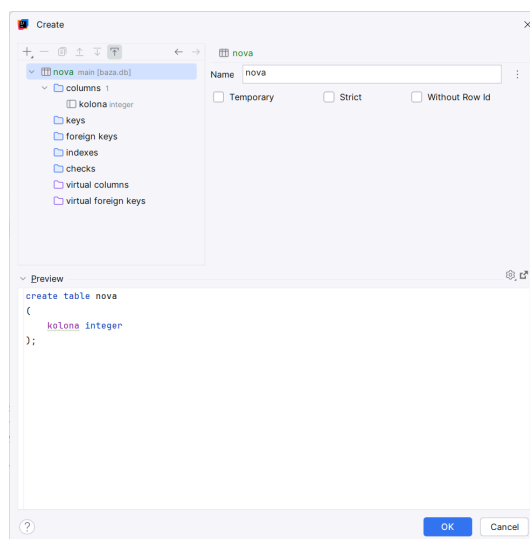 Create
nova main [baza.db]
columns 1
kolona integer
keys
foreign keys
indexes
checks
virtual columns
virtual foreign keys
nova
Name nova
Temporary Strict Without Row Id
Preview
create table nova
(
kolona integer
);
?
OK Cancel